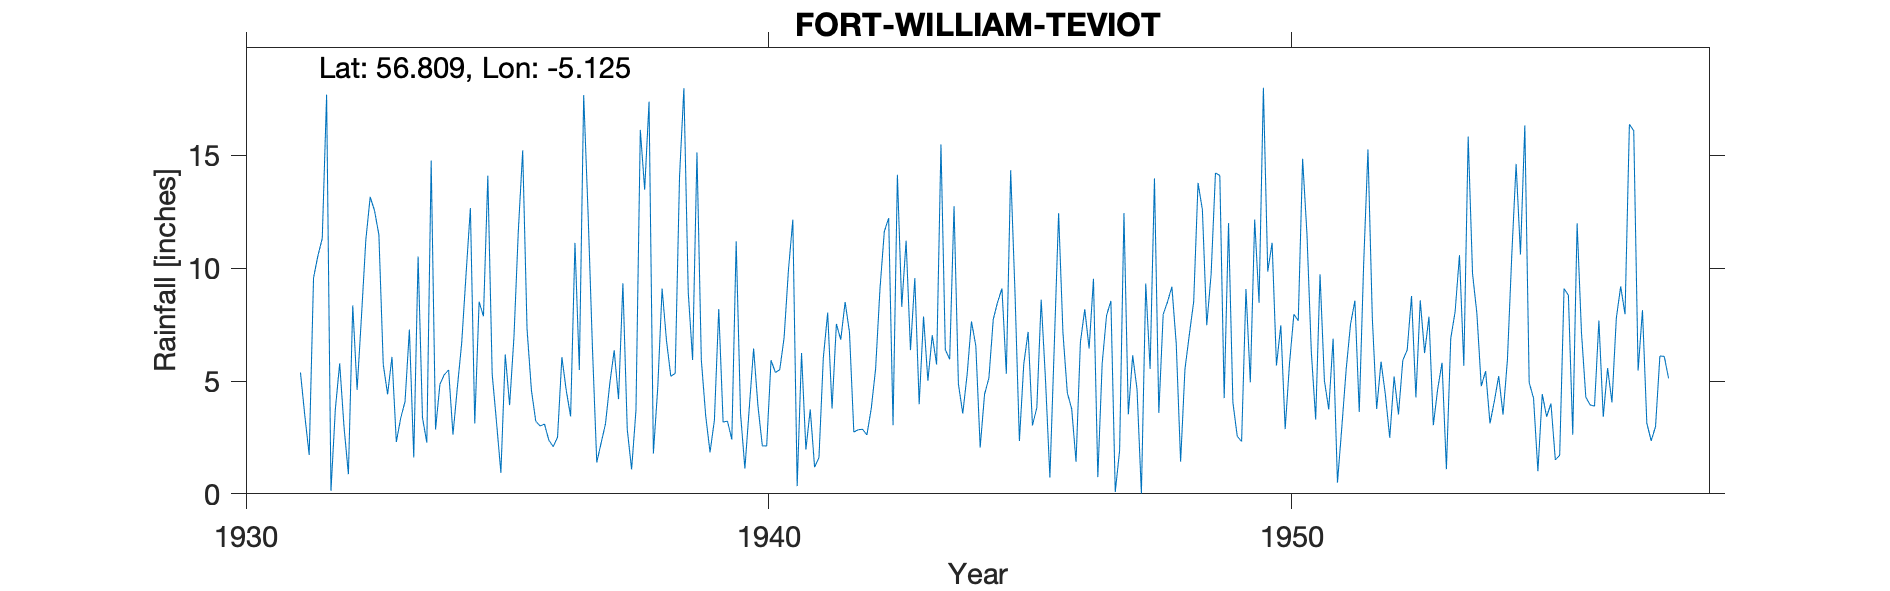 FORT-WILLIAM-TEVIOT
Lat: 56.809, Lon: -5.125
15
10
5
0
Rainfall [inches]
1930 1940 1950
Year